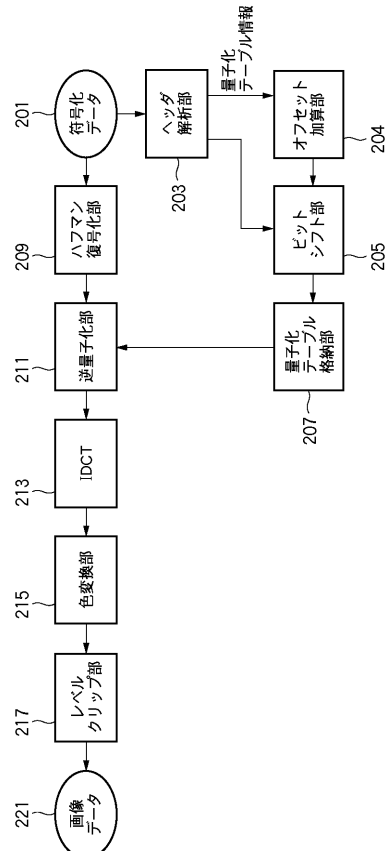 201
符号化
データ
209
ハフマン
復号化部
211
逆量子化部
213
IDCT
215
色変換部
217
レベル
クリップ部
221
画像
データ
ヘッダ
解析部
203
量子化
テーブル情報
オフセット
加算部
204
ビット
シフト部
205
量子化
テーブル
格納部
207